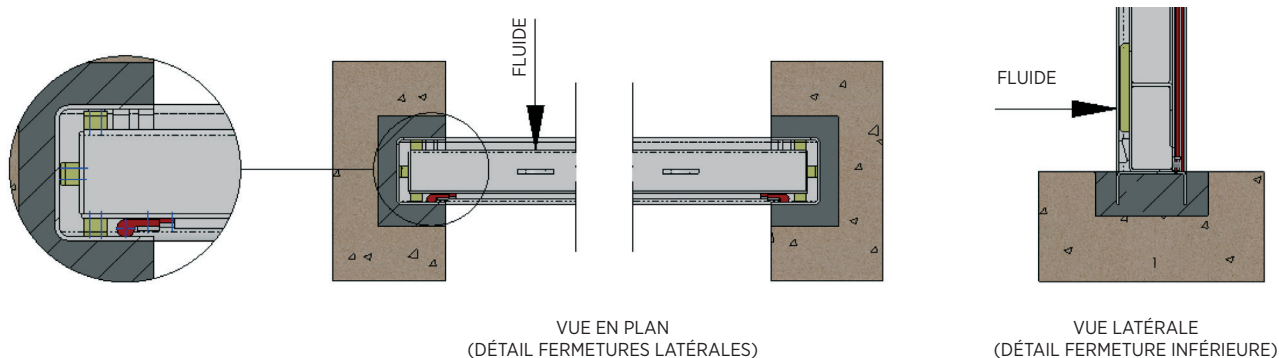 FLUIDE
FLUIDE
VUE EN PLAN
(DÉTAIL FERMETURES LATÉRALES)
VUE LATÉRALE
(DÉTAIL FERMETURE INFÉRIEURE)